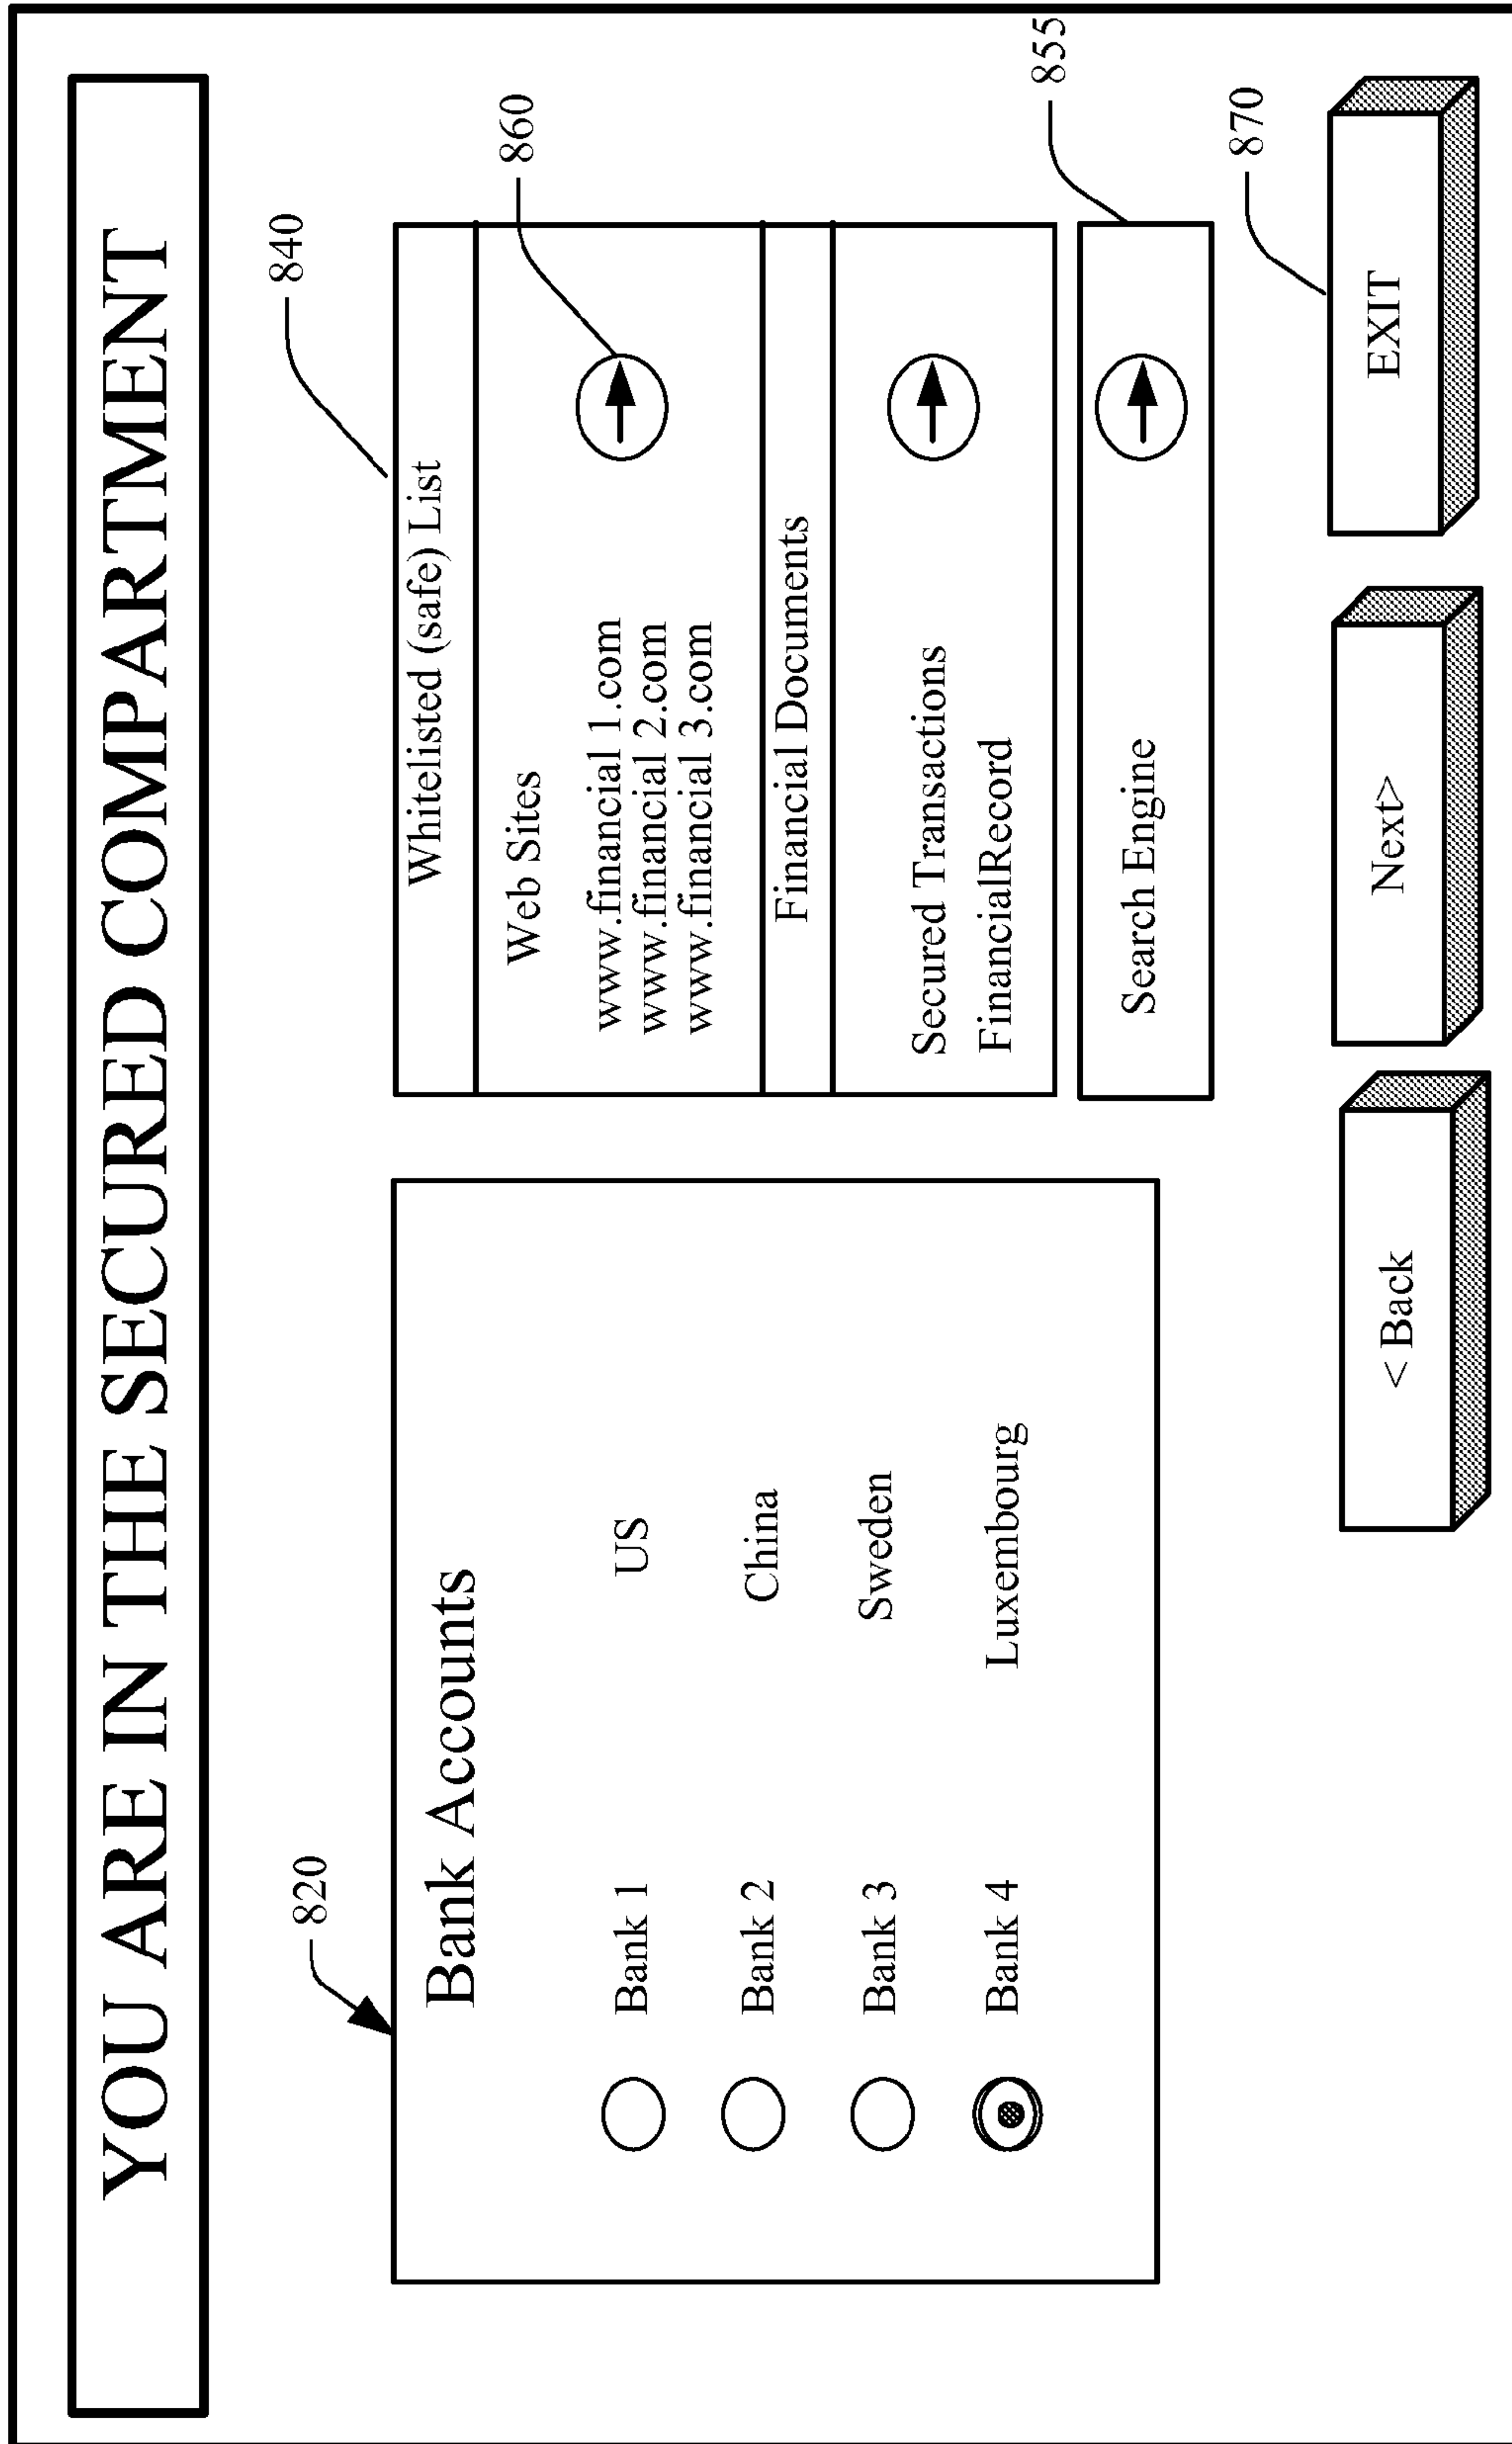 YOU ARE IN THE SECURED COMPARTMENT
820
Bank Accounts
Bank 1 US
Bank 2 China
Bank 3 Sweden
Bank 4 Luxembourg
840
Whitelisted (safe) List
Web Sites
860
www.financial 1.com
www.financial 2.com
www.financial 3.com
Financial Documents
Secured Transactions
FinancialRecord
855
Search Engine
870
< Back
Next>
EXIT